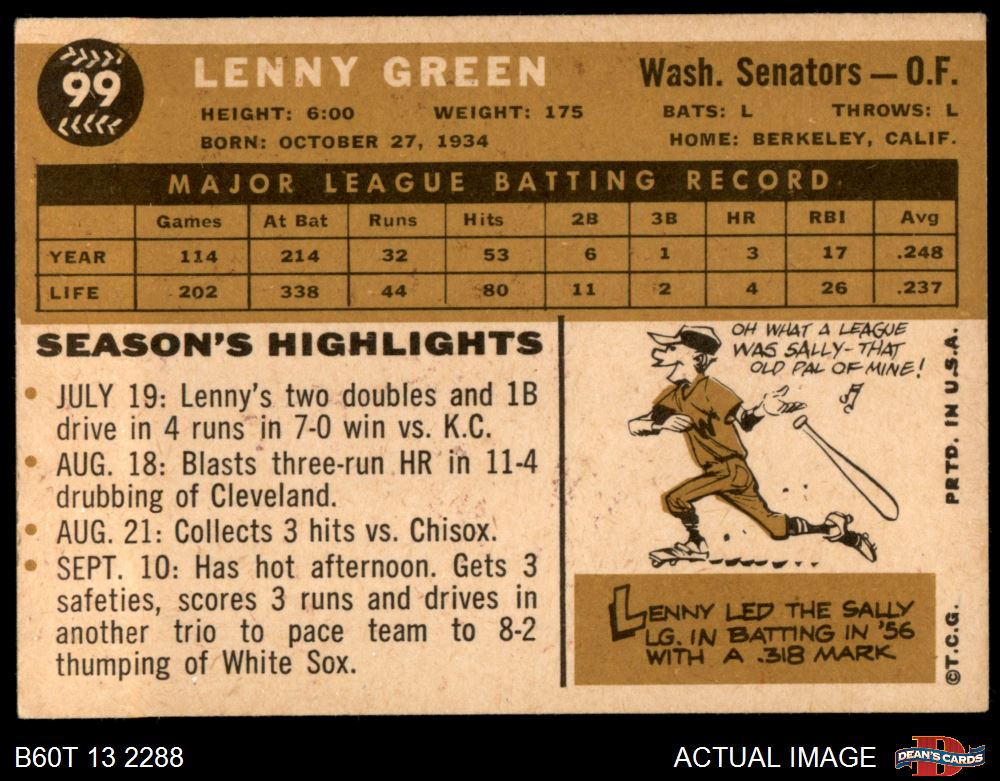 99
LENNY GREEN
Wash. Senators — O.F.
HEIGHT: 6:00 WEIGHT: 175 BATS: L THROWS: L
BORN: OCTOBER 27, 1934 HOME: BERKELEY, CALIF.
MAJOR LEAGUE BATTING RECORD
Games At Bat Runs Hits 2B 3B HR RBI Avg
YEAR 114 214 32 53 6 1 3 17 .248
LIFE 202 338 44 80 11 2 4 26 .237
SEASON'S HIGHLIGHTS
• JULY 19: Lenny's two doubles and 1B
drive in 4 runs in 7-0 win vs. K.C.
• AUG. 18: Blasts three-run HR in 11-4
drubbing of Cleveland.
• AUG. 21: Collects 3 hits vs. Chisox.
• SEPT. 10: Has hot afternoon. Gets 3
safeties, scores 3 runs and drives in
another trio to pace team to 8-2
thumping of White Sox.
OH WHAT A LEAGUE
WAS SALLY-THAT
OLD PAL OF MINE!
W
LENNY LED THE SALLY
LG. IN BATTING IN '56
WITH A .318 MARK
©T.C.G. PRTD. IN U.S.A.
B60T 13 2288
ACTUAL IMAGE
D
DEAN'S CARDS